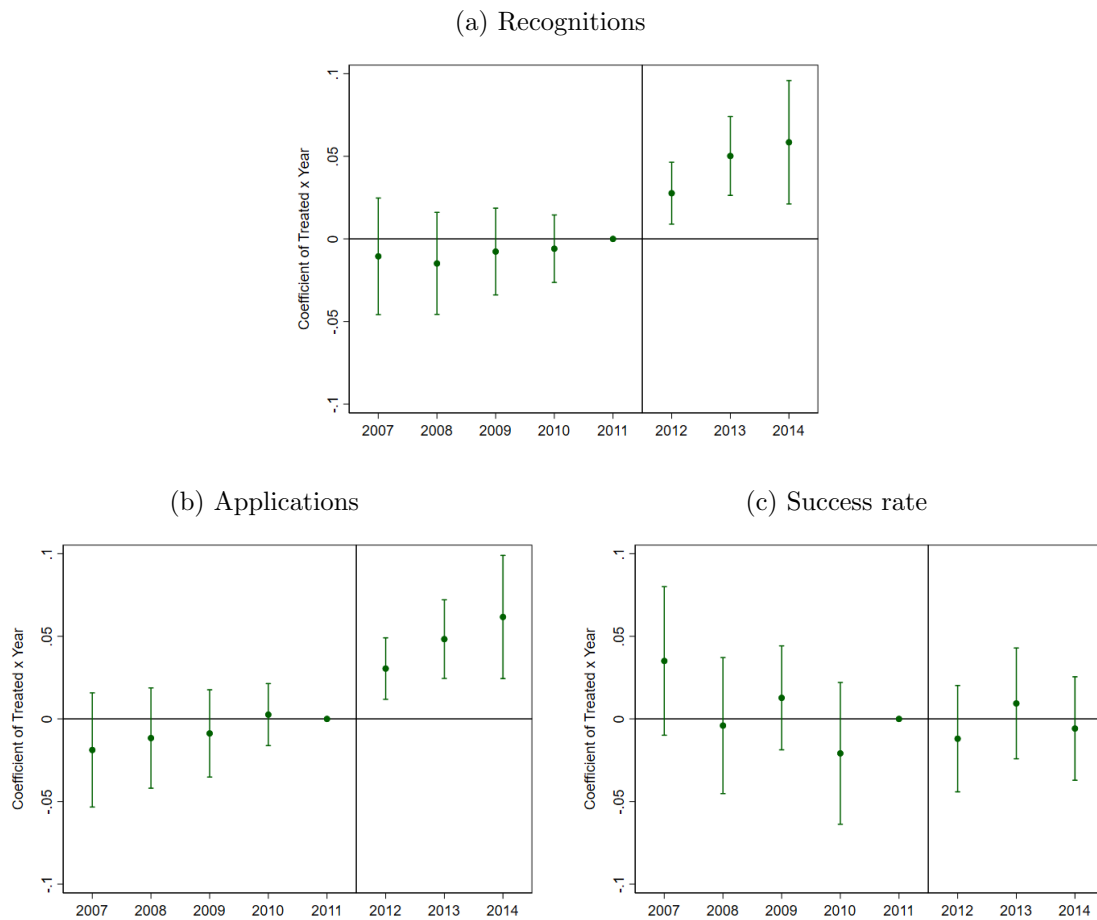 (a) Recognitions
Coefficient of Treated x Year
.1
.05
0
-.05
-.1
2007 2008 2009 2010 2011 2012 2013 2014
(b) Applications
Coefficient of Treated x Year
.1
.05
0
-.05
-.1
2007 2008 2009 2010 2011 2012 2013 2014
(c) Success rate
Coefficient of Treated x Year
.1
.05
0
-.05
-.1
2007 2008 2009 2010 2011 2012 2013 2014